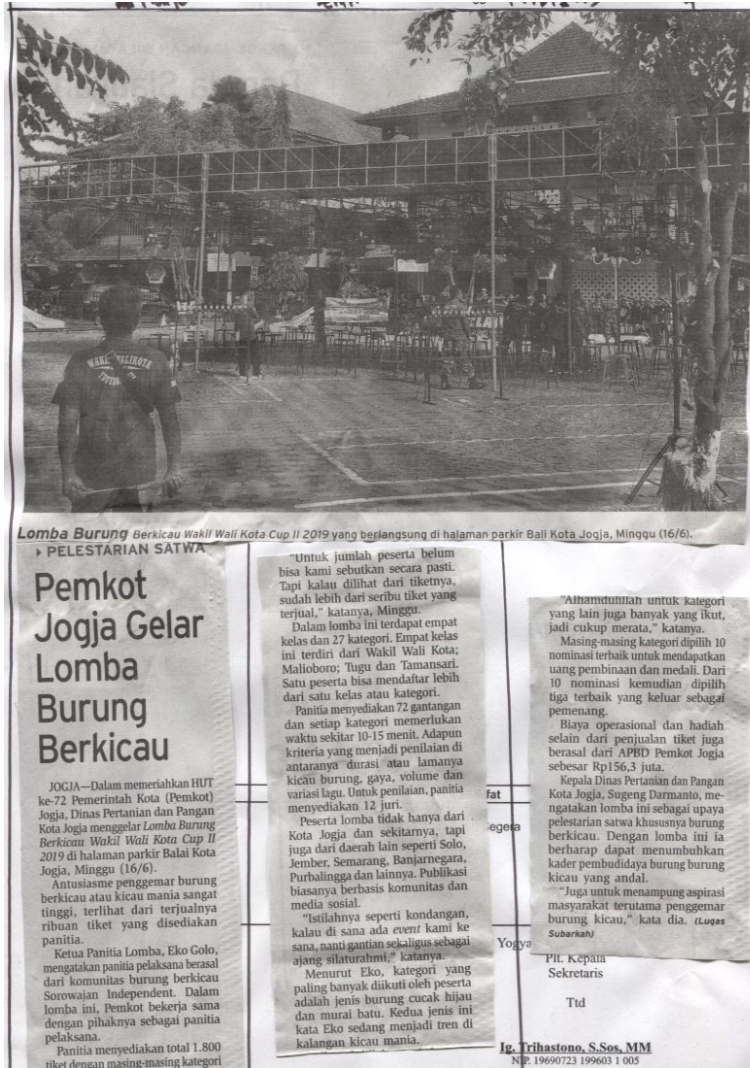 WAKIL WALIKOTA
Lomba Burung Berkicau Wakil Wali Kota Cup II 2019 yang berlangsung di halaman parkir Bali Kota Jogja, Minggu (16/6).
PELESTARIAN SATWA
Pemkot
Jogja Gelar
Lomba
Burung
Berkicau
JOGJA—Dalam memeriahkan HUT
ke-72 Pemerintah Kota (Pemkot)
Jogja, Dinas Pertanian dan Pangan
Kota Jogja menggelar Lomba Burung
Berkicau Wakil Wali Kota Cup II
2019 di halaman parkir Balai Kota
Jogja, Minggu (16/6).
Antusiasme penggemar burung
berkicau atau kicau mania sangat
tinggi, terlihat dari terjualnya
ribuan tiket yang disediakan
panitia.
Ketua Panitia Lomba, Eko Golo,
mengatakan panitia pelaksana berasal
dari komunitas burung berkicau
Sorowajan Independent. Dalam
lomba ini, Pemkot bekerja sama
dengan pihaknya sebagai panitia
pelaksana.
Panitia menyediakan total 1.800
tiket dengan masing-masing kategori
"Untuk jumlah peserta belum
bisa kami sebutkan secara pasti.
Tapi kalau dilihat dari tiketnya,
sudah lebih dari seribu tiket yang
terjual," katanya, Minggu.
Dalam lomba ini terdapat empat
kelas dan 27 kategori. Empat kelas
ini terdiri dari Wakil Wali Kota;
Malioboro; Tugu dan Tamansari.
Satu peserta bisa mendaftar lebih
dari satu kelas atau kategori.
Panitia menyediakan 72 gantangan
dan setiap kategori memerlukan
waktu sekitar 10-15 menit. Adapun
kriteria yang menjadi penilaian di
antaranya durasi atau lamanya
kicau burung, gaya, volume dan
variasi lagu. Untuk penilaian, panitia
menyediakan 12 juri.
Peserta lomba tidak hanya dari
Kota Jogja dan sekitarnya, tapi
juga dari daerah lain seperti Solo,
Jember, Semarang, Banjarnegara,
Purbalingga dan lainnya. Publikasi
biasanya berbasis komunitas dan
media sosial.
"Istilahnya seperti kondangan,
kalau di sana ada event kami ke
sana, nanti gantian sekaligus sebagai
ajang silaturahmi," katanya.
Menurut Eko, kategori yang
paling banyak diikuti oleh peserta
adalah jenis burung cucak hijau
dan murai batu. Kedua jenis ini
kata Eko sedang menjadi tren di
kalangan kicau mania.
"Alhamdulillah untuk kategori
yang lain juga banyak yang ikut,
jadi cukup merata," katanya.
Masing-masing kategori dipilih 10
nominasi terbaik untuk mendapatkan
uang pembinaan dan medali. Dari
10 nominasi kemudian dipilih
tiga terbaik yang keluar sebagai
pemenang.
Biaya operasional dan hadiah
selain dari penjualan tiket juga
berasal dari APBD Pemkot Jogja
sebesar Rp156,3 juta.
Kepala Dinas Pertanian dan Pangan
Kota Jogja, Sugeng Darmanto, me-
ngatakan lomba ini sebagai upaya
pelestarian satwa khususnya burung
berkicau. Dengan lomba ini ia
berharap dapat menumbuhkan
kader pembudidaya burung burung
kicau yang andal.
"Juga untuk menampung aspirasi
masyarakat terutama penggemar
burung kicau," kata dia. (Lugas
Subarkah)
fat
egera
Yogya
Plt. Kepala
Sekretaris
Ttd
Ig. Trihastono, S.Sos, MM
NIP. 19690723 199603 1 005